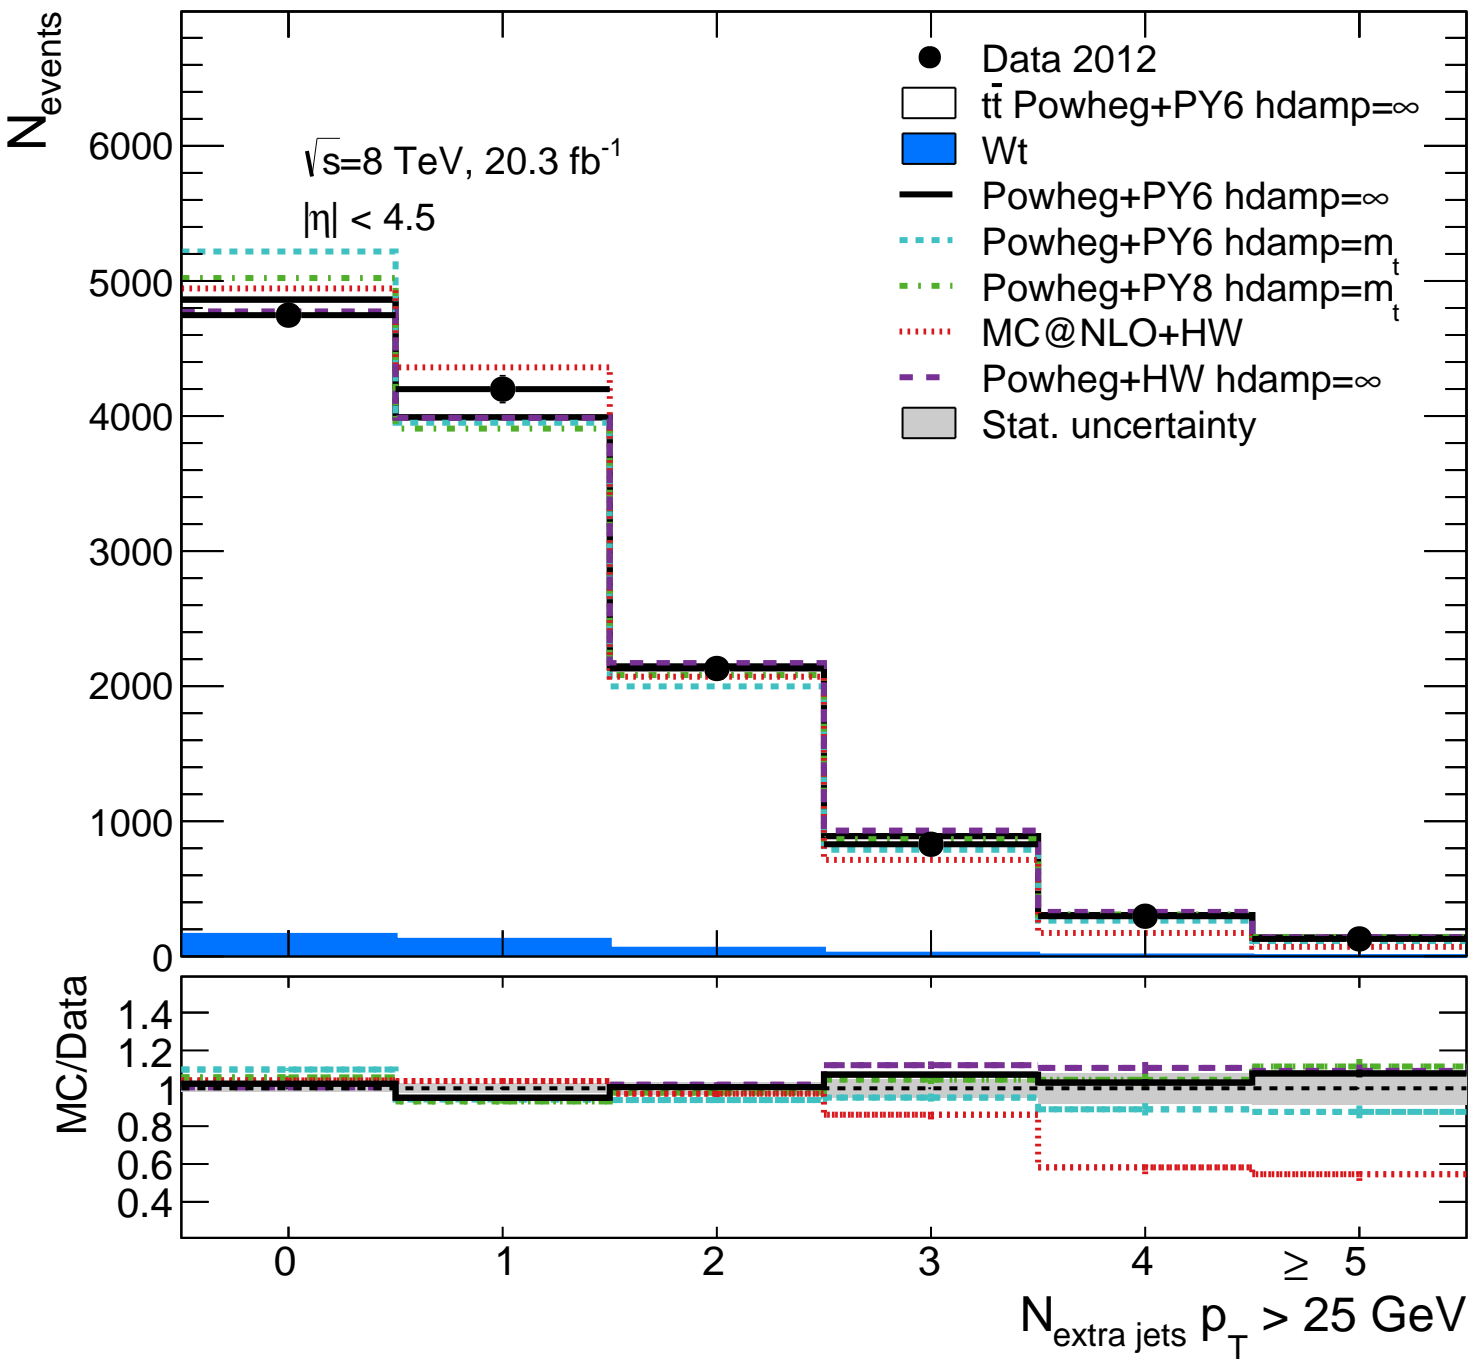 N_events
6000
5000
4000
3000
2000
1000
0
√s=8 TeV, 20.3 fb⁻¹
|η| < 4.5
Data 2012
tt̄ Powheg+PY6 hdamp=∞
Wt
Powheg+PY6 hdamp=∞
Powheg+PY6 hdamp=m_t
Powheg+PY8 hdamp=m_t
MC@NLO+HW
Powheg+HW hdamp=∞
Stat. uncertainty
MC/Data
1.4
1.2
1
0.8
0.6
0.4
0 1 2 3 4 ≥ 5
N_extra jets p_T > 25 GeV